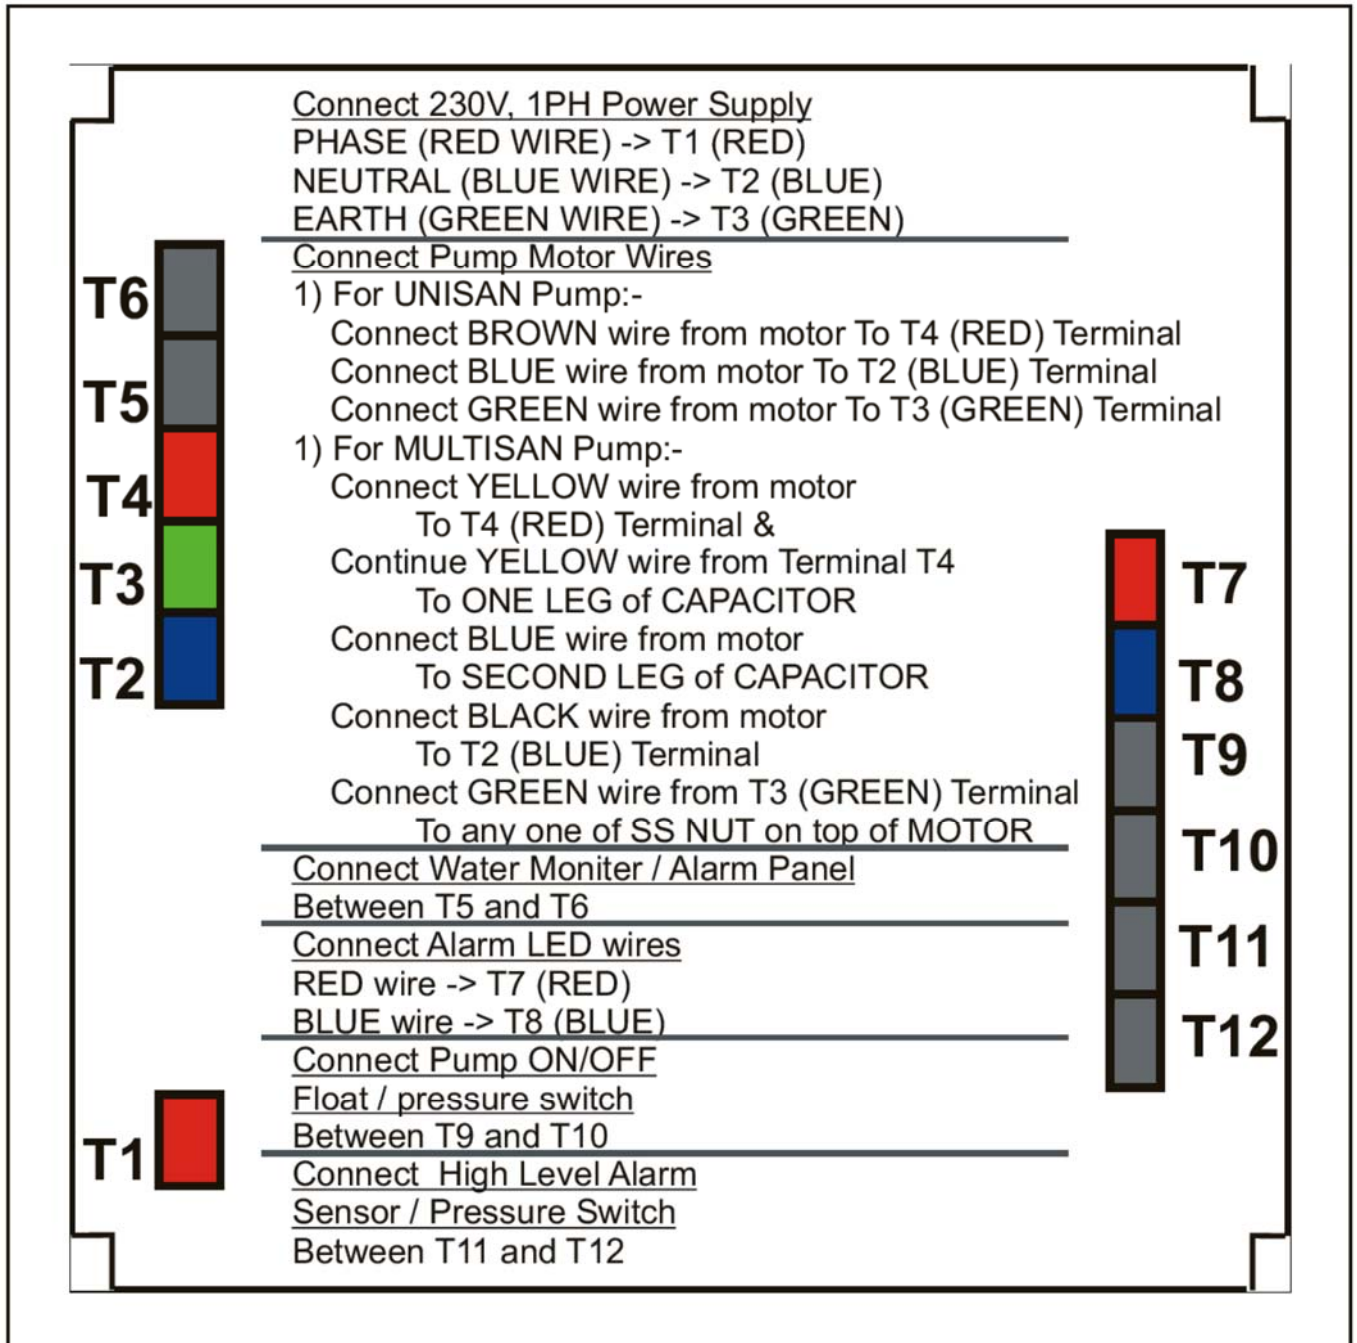 Connect 230V, 1PH Power Supply
PHASE (RED WIRE) -> T1 (RED)
NEUTRAL (BLUE WIRE) -> T2 (BLUE)
EARTH (GREEN WIRE) -> T3 (GREEN)
Connect Pump Motor Wires
1) For UNISAN Pump:-
Connect BROWN wire from motor To T4 (RED) Terminal
Connect BLUE wire from motor To T2 (BLUE) Terminal
Connect GREEN wire from motor To T3 (GREEN) Terminal
1) For MULTISAN Pump:-
Connect YELLOW wire from motor
To T4 (RED) Terminal &
Continue YELLOW wire from Terminal T4
To ONE LEG of CAPACITOR
Connect BLUE wire from motor
To SECOND LEG of CAPACITOR
Connect BLACK wire from motor
To T2 (BLUE) Terminal
Connect GREEN wire from T3 (GREEN) Terminal
To any one of SS NUT on top of MOTOR
Connect Water Moniter / Alarm Panel
Between T5 and T6
Connect Alarm LED wires
RED wire -> T7 (RED)
BLUE wire -> T8 (BLUE)
Connect Pump ON/OFF
Float / pressure switch
Between T9 and T10
Connect High Level Alarm
Sensor / Pressure Switch
Between T11 and T12
T6
T5
T4
T3
T2
T1
T7
T8
T9
T10
T11
T12